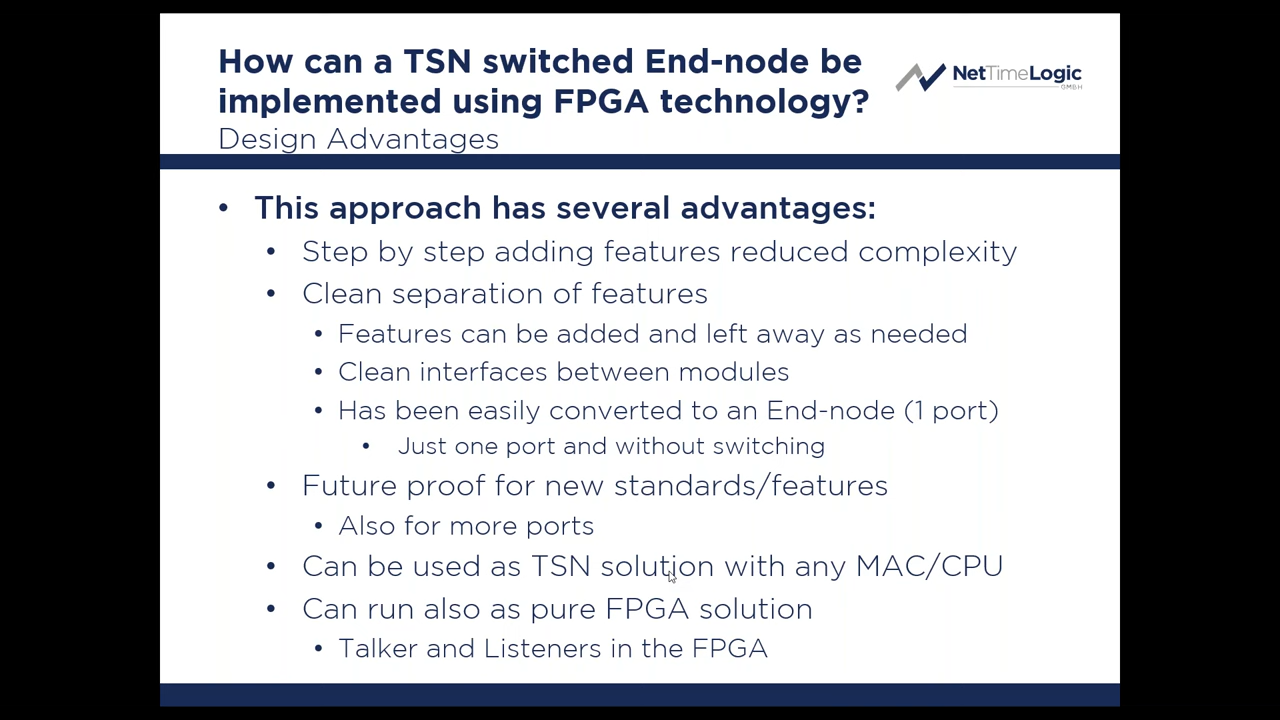 How can a TSN switched End-node be
implemented using FPGA technology?
NetTimeLogic
GMBH
Design Advantages
• This approach has several advantages:
• Step by step adding features reduced complexity
• Clean separation of features
• Features can be added and left away as needed
• Clean interfaces between modules
• Has been easily converted to an End-node (1 port)
• Just one port and without switching
• Future proof for new standards/features
• Also for more ports
• Can be used as TSN solution with any MAC/CPU
• Can run also as pure FPGA solution
• Talker and Listeners in the FPGA